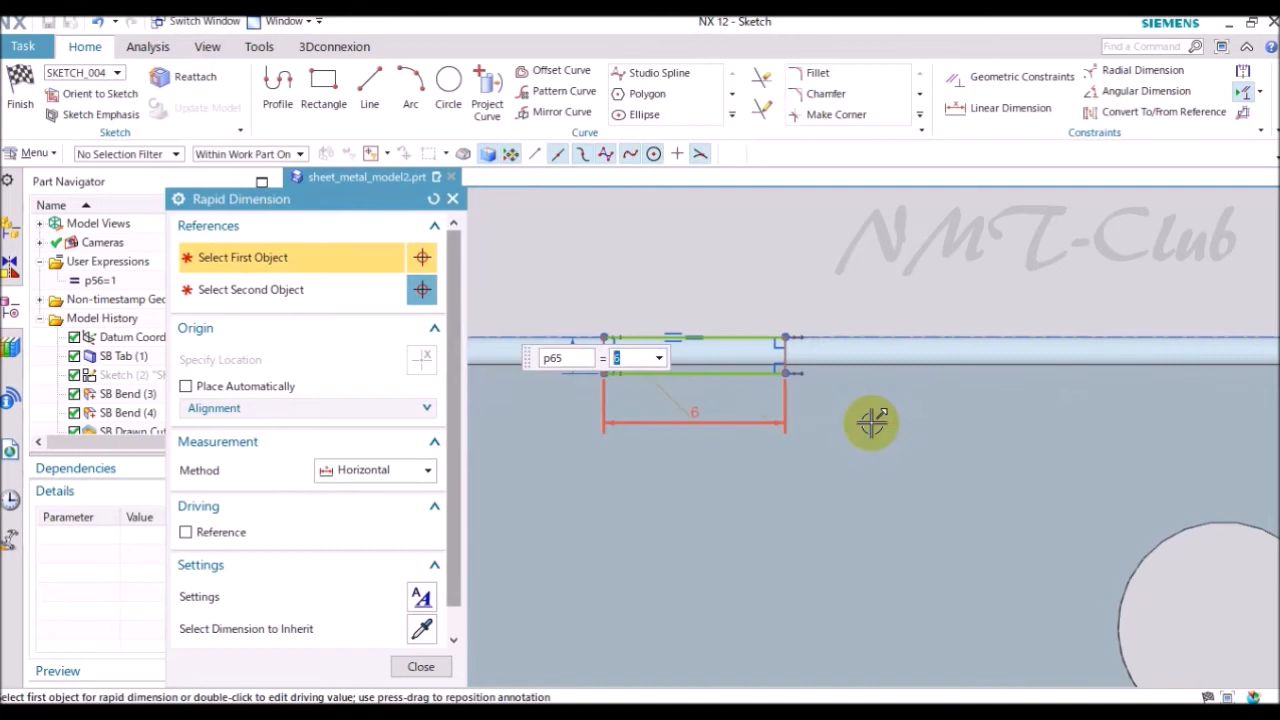 NX
Switch Window
Window
NX 12 - Sketch
SIEMENS
Task
Home
Analysis
View
Tools
3Dconnexion
Find a Command
Finish
SKETCH_004
Orient to Sketch
Sketch Emphasis
Sketch
Reattach
Update Model
Profile
Rectangle
Line
Arc
Circle
Project
Curve
Offset Curve
Pattern Curve
Mirror Curve
Studio Spline
Polygon
Ellipse
Curve
Fillet
Chamfer
Make Corner
Geometric Constraints
Linear Dimension
Radial Dimension
Angular Dimension
Convert To/From Reference
Constraints
Menu
No Selection Filter
Within Work Part On
Part Navigator
sheet_metal_model2.prt
Name
Model Views
Cameras
User Expressions
p56=1
Non-timestamp Geo
Model History
Datum Coord
SB Tab (1)
Sketch (2) "S
SB Bend (3)
SB Bend (4)
SB Drawn Cut
Dependencies
Details
Parameter
Value
Preview
Rapid Dimension
References
* Select First Object
* Select Second Object
Origin
Specify Location
Place Automatically
Alignment
Measurement
Method
Horizontal
Driving
Reference
Settings
Settings
Select Dimension to Inherit
Close
NMT-Club
p65 = 6
6
elect first object for rapid dimension or double-click to edit driving value; use press-drag to reposition annotation